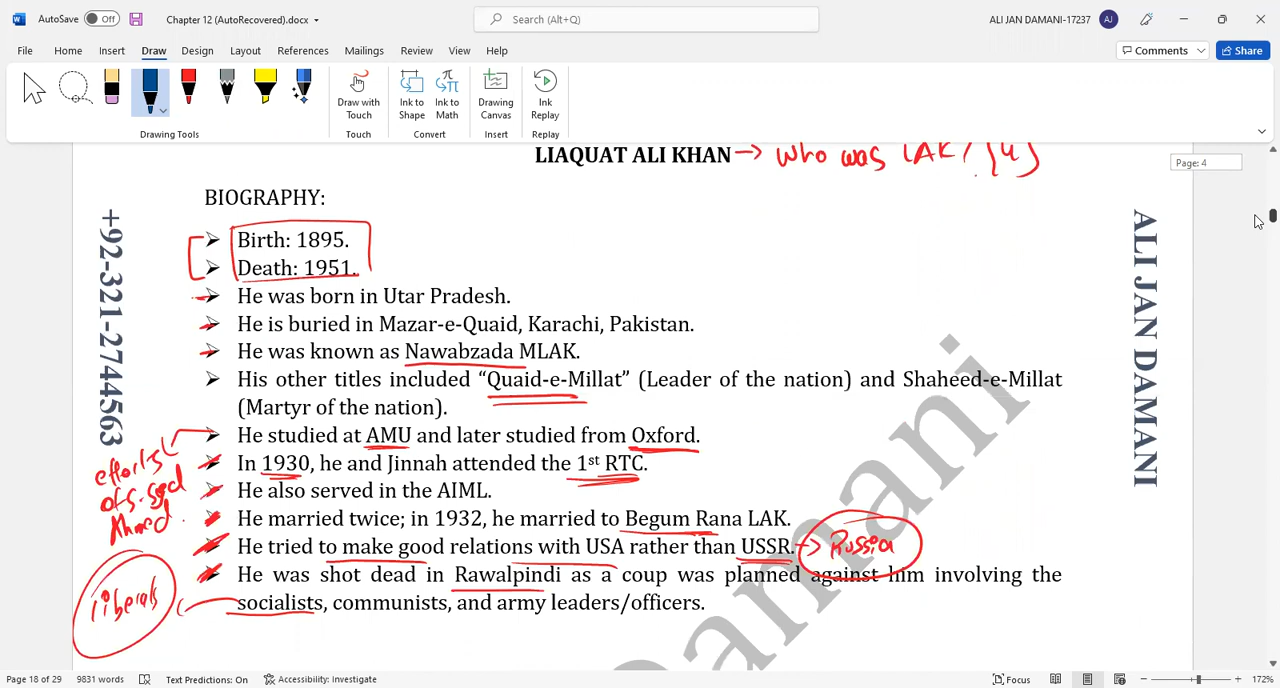 AutoSave Off Chapter 12 (AutoRecovered).docx Search (Alt+Q) ALI JAN DAMANI-17237 AJ
File Home Insert Draw Design Layout References Mailings Review View Help Comments Share
Draw with Touch Ink to Shape Ink to Math Drawing Canvas Ink Replay
Drawing Tools Touch Convert Insert Replay
LIAQUAT ALI KHAN → Who was LAK? [4]
Page: 4
BIOGRAPHY:
Birth: 1895.
Death: 1951.
He was born in Utar Pradesh.
He is buried in Mazar-e-Quaid, Karachi, Pakistan.
He was known as Nawabzada MLAK.
His other titles included “Quaid-e-Millat” (Leader of the nation) and Shaheed-e-Millat
(Martyr of the nation).
He studied at AMU and later studied from Oxford.
In 1930, he and Jinnah attended the 1st RTC.
He also served in the AIML.
He married twice; in 1932, he married to Begum Rana LAK.
He tried to make good relations with USA rather than USSR. → Russia
He was shot dead in Rawalpindi as a coup was planned against him involving the
socialists, communists, and army leaders/officers.
efforts
of S. Syed
Ahmed
liberals
+92-321-2744563
ALI JAN DAMANI
Damani
Page 18 of 29 9831 words Text Predictions: On Accessibility: Investigate Focus 172%